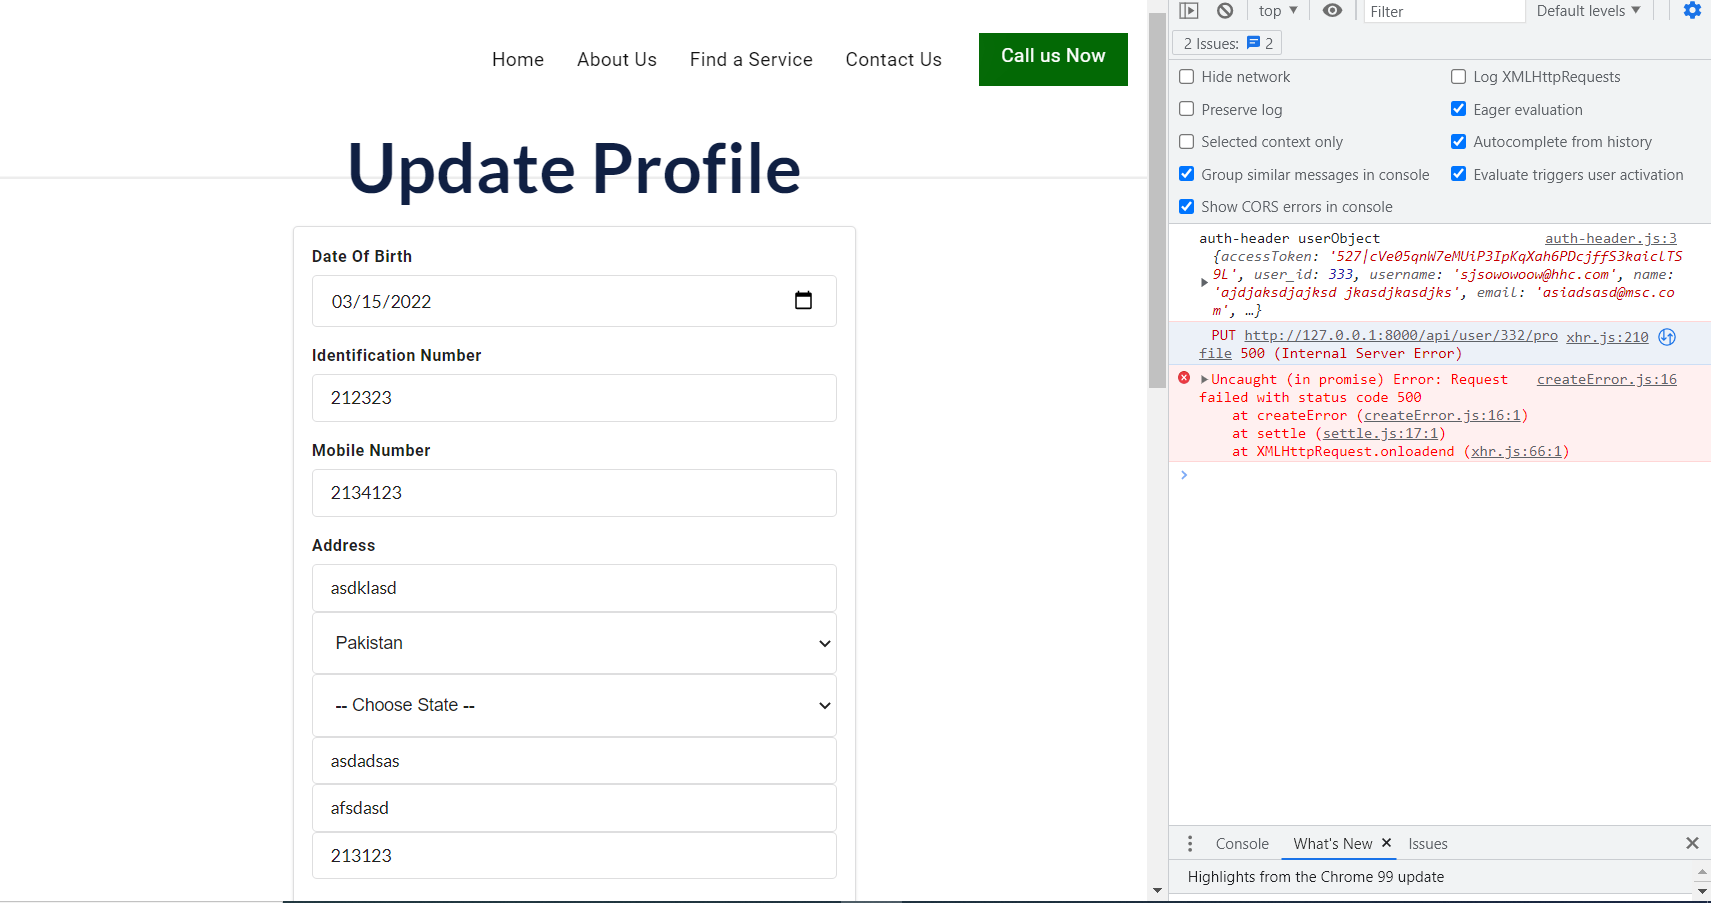 Home About Us Find a Service Contact Us Call us Now
Update Profile
Date Of Birth
03/15/2022
Identification Number
212323
Mobile Number
2134123
Address
asdklasd
Pakistan
-- Choose State --
asdadsas
afsdasd
213123
top Filter Default levels
2 Issues: 2
Hide network Log XMLHttpRequests
Preserve log Eager evaluation
Selected context only Autocomplete from history
Group similar messages in console Evaluate triggers user activation
Show CORS errors in console
auth-header userObject auth-header.js:3
{accessToken: '527|cVe05qnW7eMUiP3IpKqXah6PDcjffS3kaiclTS
9L', user_id: 333, username: 'sjsowowoow@hhc.com', name:
'ajdjaksdjajksd jkasdjkasdjks', email: 'asiadsasd@msc.co
m', …}
PUT http://127.0.0.1:8000/api/user/332/pro xhr.js:210
file 500 (Internal Server Error)
Uncaught (in promise) Error: Request createError.js:16
failed with status code 500
at createError (createError.js:16:1)
at settle (settle.js:17:1)
at XMLHttpRequest.onloadend (xhr.js:66:1)
Console What's New Issues
Highlights from the Chrome 99 update